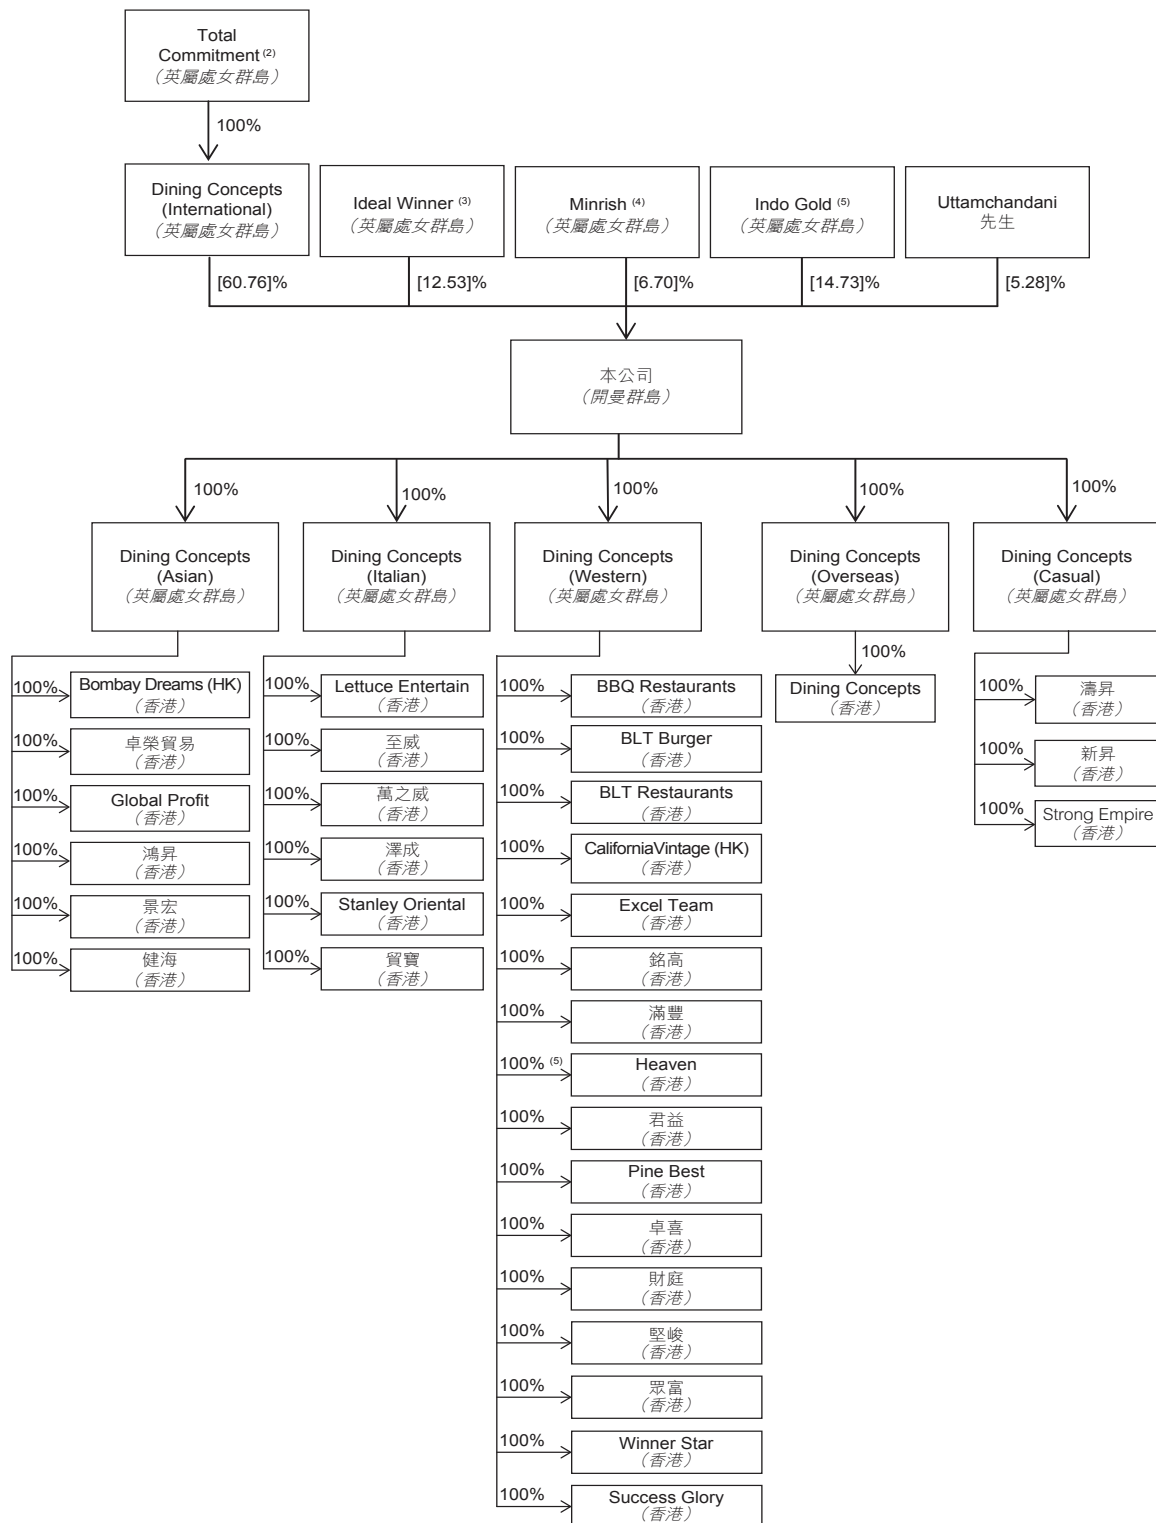 Total
Commitment (2)
（英屬處女群島）
100%
Dining Concepts
(International)
（英屬處女群島）
Ideal Winner (3)
（英屬處女群島）
Minrish (4)
（英屬處女群島）
Indo Gold (5)
（英屬處女群島）
Uttamchandani
先生
[60.76]%
[12.53]%
[6.70]%
[14.73]%
[5.28]%
本公司
（開曼群島）
100%
100%
100%
100%
100%
Dining Concepts
(Asian)
（英屬處女群島）
Dining Concepts
(Italian)
（英屬處女群島）
Dining Concepts
(Western)
（英屬處女群島）
Dining Concepts
(Overseas)
（英屬處女群島）
Dining Concepts
(Casual)
（英屬處女群島）
100%
Bombay Dreams (HK)
（香港）
100%
卓榮貿易
（香港）
100%
Global Profit
（香港）
100%
鴻昇
（香港）
100%
景宏
（香港）
100%
健海
（香港）
100%
Lettuce Entertain
（香港）
100%
至威
（香港）
100%
萬之威
（香港）
100%
澤成
（香港）
100%
Stanley Oriental
（香港）
100%
貿寶
（香港）
100%
BBQ Restaurants
（香港）
100%
BLT Burger
（香港）
100%
BLT Restaurants
（香港）
100%
CaliforniaVintage (HK)
（香港）
100%
Excel Team
（香港）
100%
銘高
（香港）
100%
滿豐
（香港）
100% (5)
Heaven
（香港）
100%
君益
（香港）
100%
Pine Best
（香港）
100%
卓喜
（香港）
100%
財庭
（香港）
100%
堅峻
（香港）
100%
眾富
（香港）
100%
Winner Star
（香港）
100%
Success Glory
（香港）
100%
Dining Concepts
（香港）
100%
濤昇
（香港）
100%
新昇
（香港）
100%
Strong Empire
（香港）